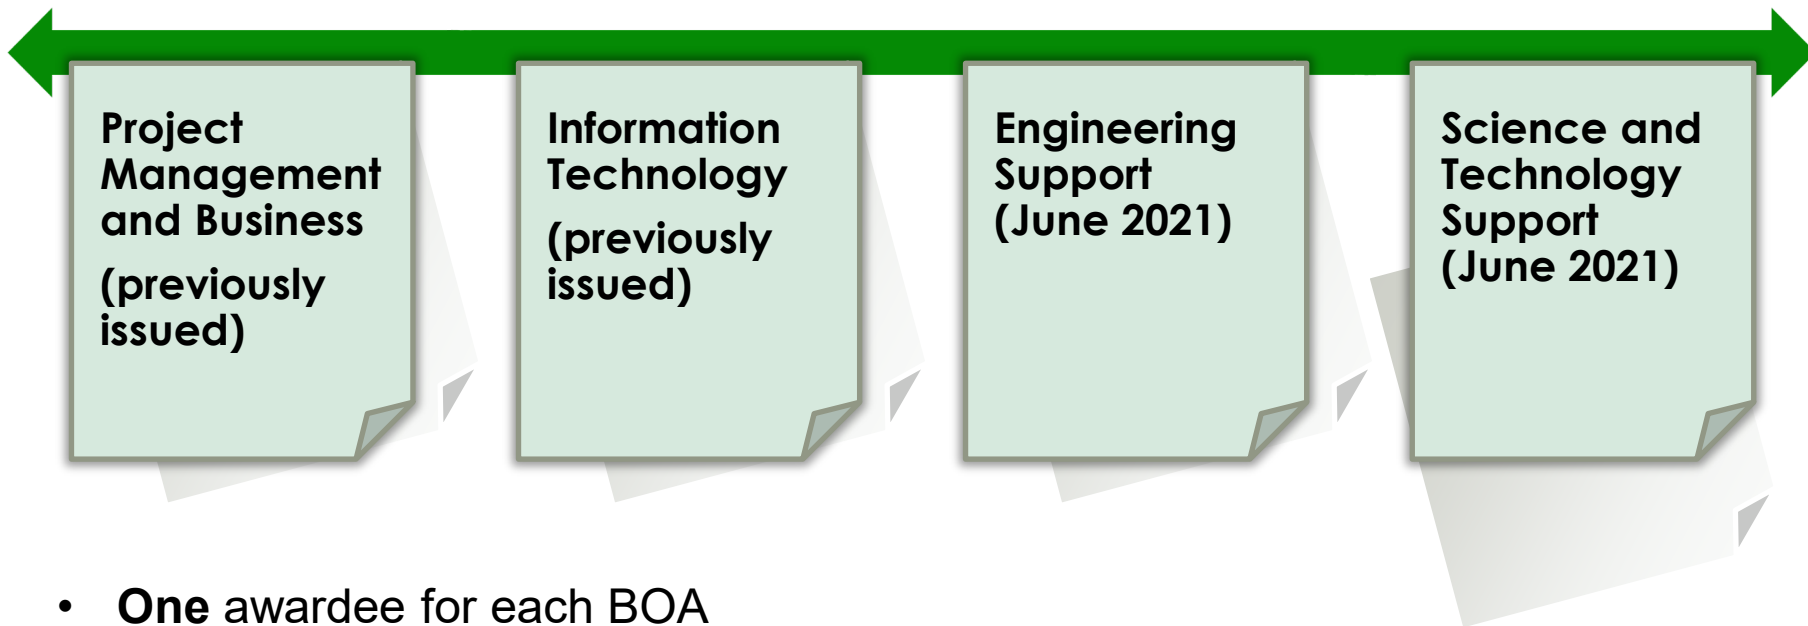 Project
Management
and Business
(previously
issued)
Information
Technology
(previously
issued)
Engineering
Support
(June 2021)
Science and
Technology
Support
(June 2021)
• One awardee for each BOA